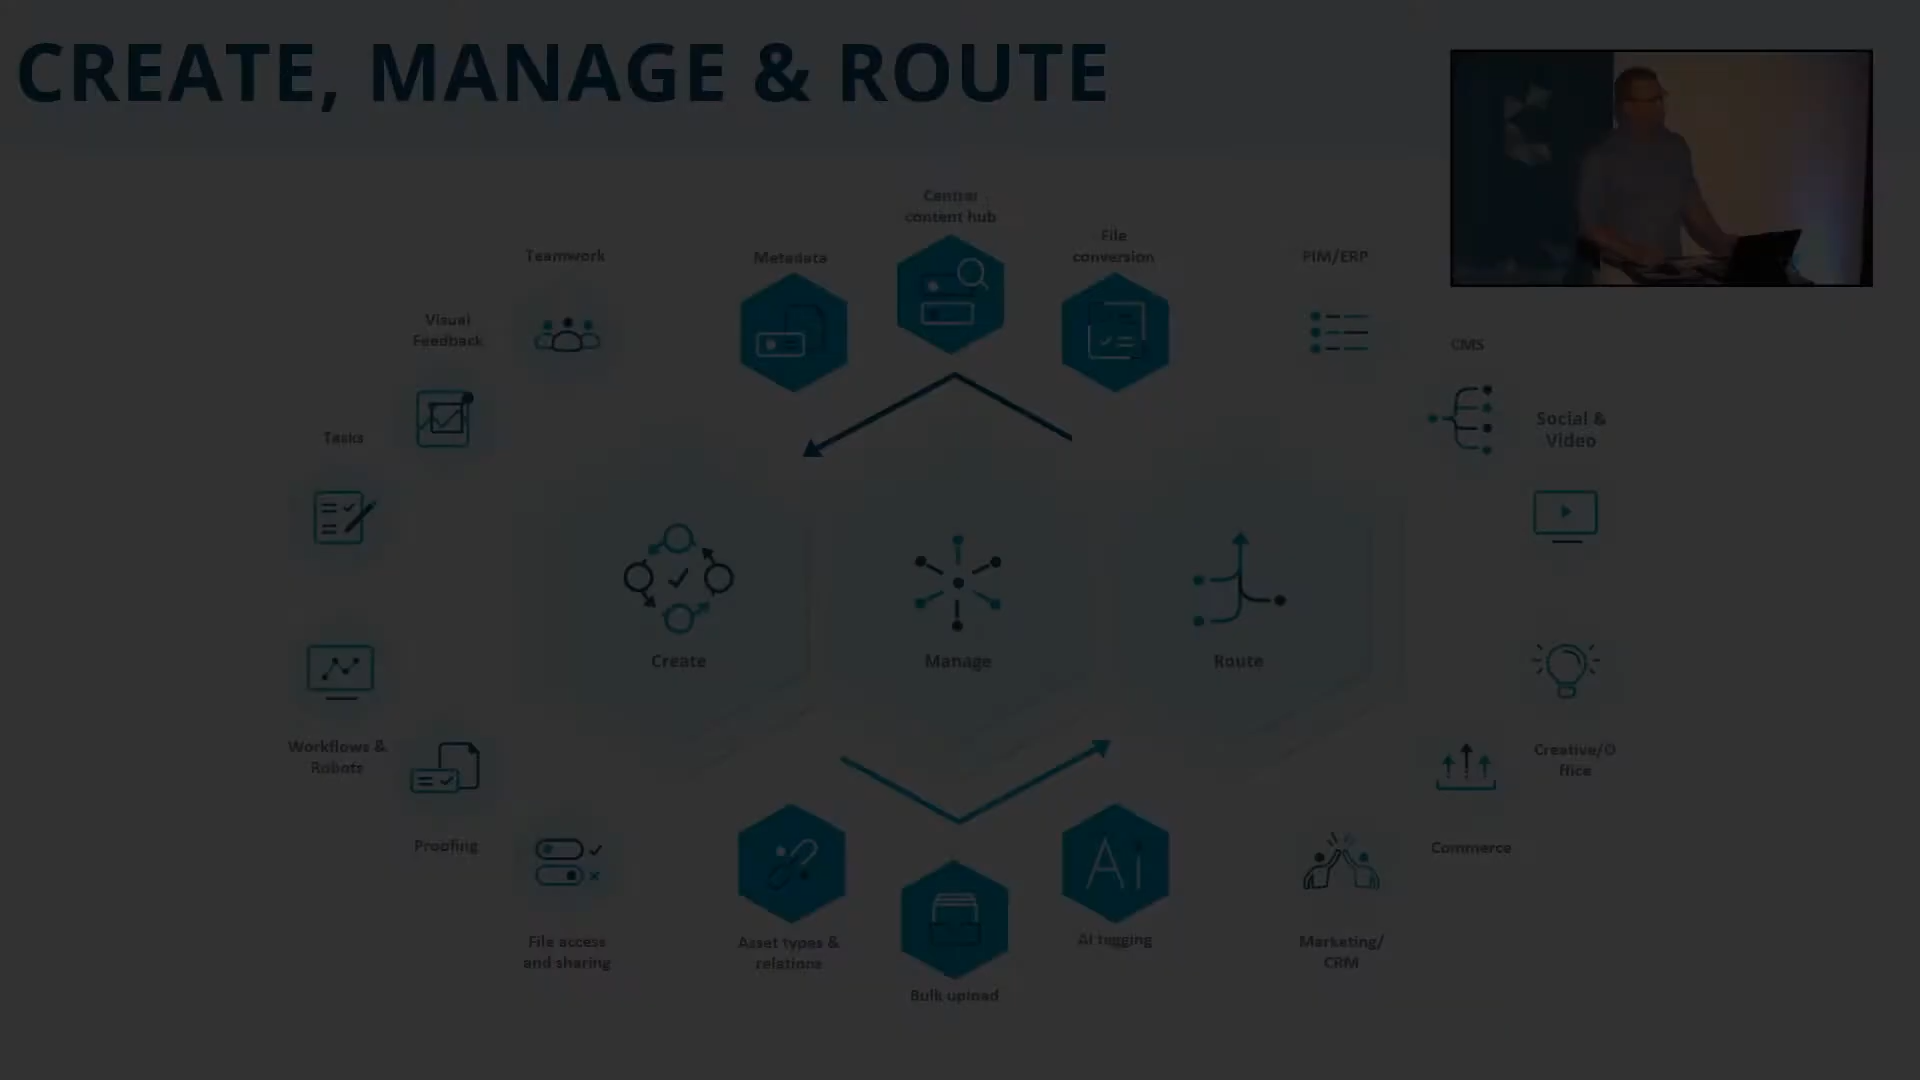 CREATE, MANAGE & ROUTE
Central
content hub
File
conversion
Metadata
Teamwork
PIM/ERP
Visual
Feedback
CMS
Social &
Video
Tasks
Create
Manage
Route
Workflows &
Robots
Creative/O
ffice
Proofing
Commerce
Ai
File access
and sharing
Asset types &
relations
AI tagging
Marketing/
CRM
Bulk upload